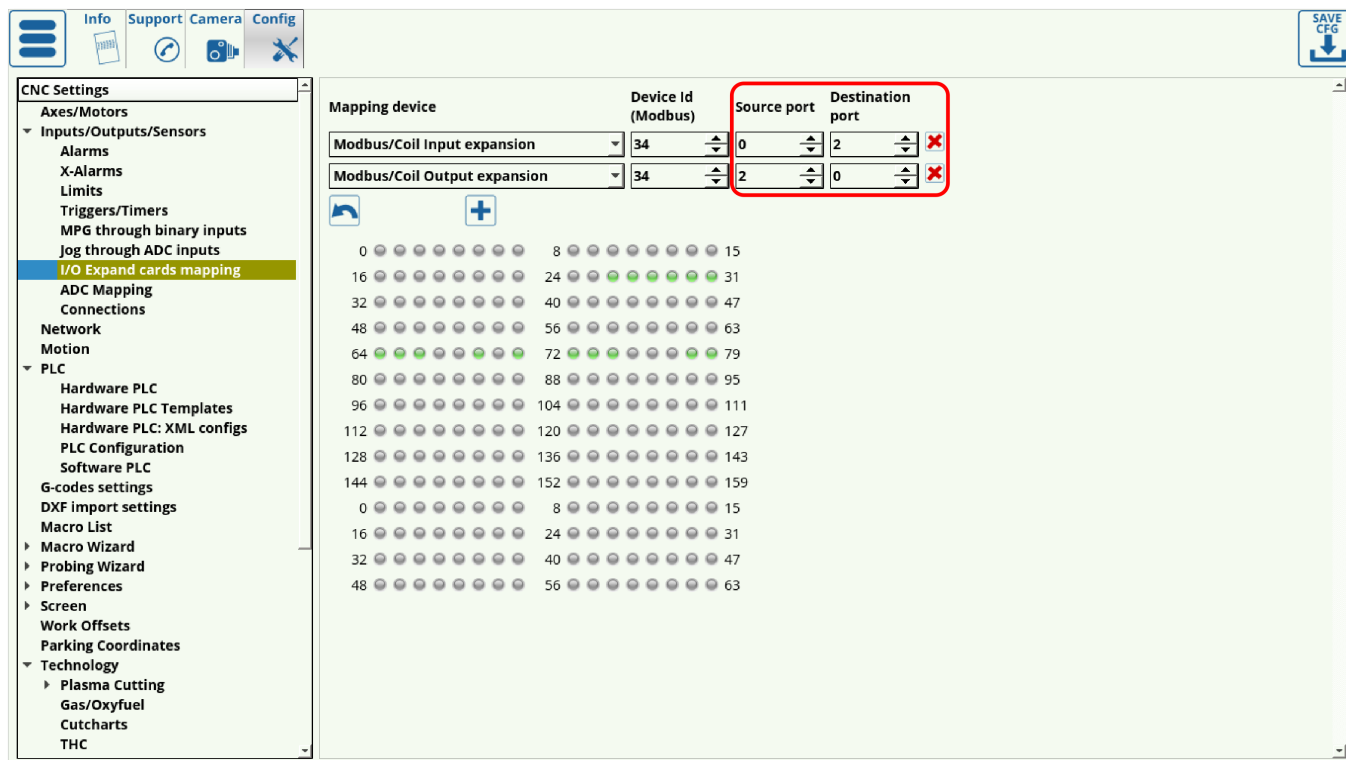 Info Support Camera Config
SAVE
CFG
CNC Settings
Axes/Motors
Inputs/Outputs/Sensors
Alarms
X-Alarms
Limits
Triggers/Timers
MPG through binary inputs
Jog through ADC inputs
I/O Expand cards mapping
ADC Mapping
Connections
Network
Motion
PLC
Hardware PLC
Hardware PLC Templates
Hardware PLC: XML configs
PLC Configuration
Software PLC
G-codes settings
DXF import settings
Macro List
Macro Wizard
Probing Wizard
Preferences
Screen
Work Offsets
Parking Coordinates
Technology
Plasma Cutting
Gas/Oxyfuel
Cutcharts
THC
Mapping device
Device Id
(Modbus)
Source port
Destination
port
Modbus/Coil Input expansion 34 0 2
Modbus/Coil Output expansion 34 2 0
0 8 15
16 24 31
32 40 47
48 56 63
64 72 79
80 88 95
96 104 111
112 120 127
128 136 143
144 152 159
0 8 15
16 24 31
32 40 47
48 56 63